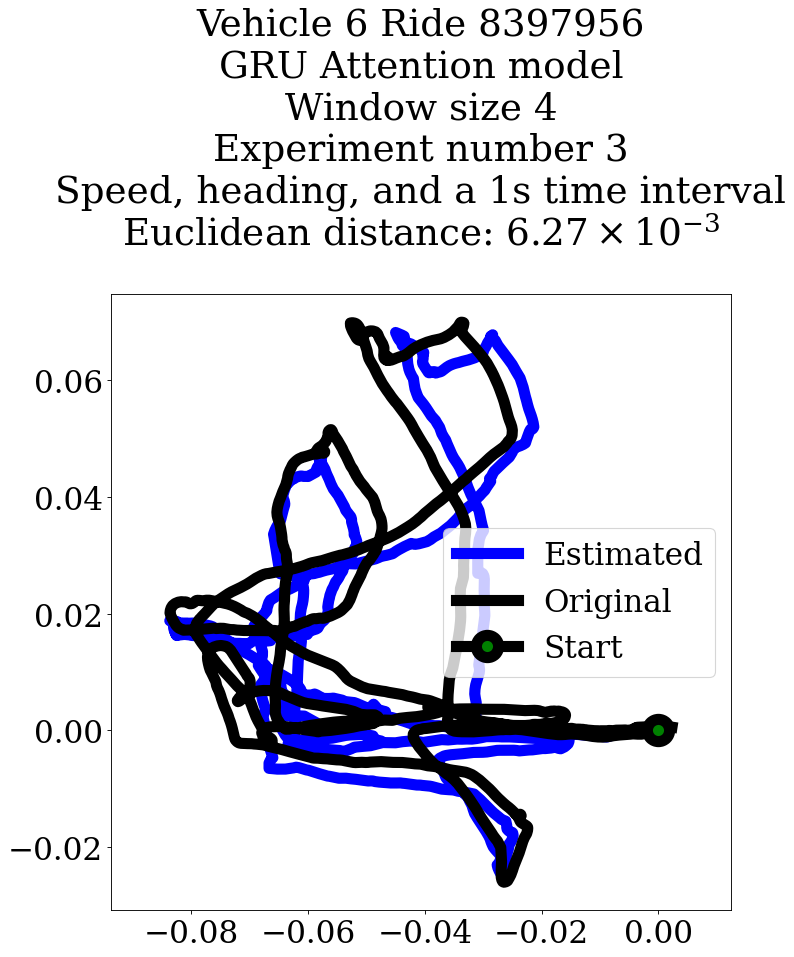 Vehicle 6 Ride 8397956
GRU Attention model
Window size 4
Experiment number 3
Speed, heading, and a 1s time interval
Euclidean distance: 6.27 × 10⁻³
0.06
0.04
0.02
0.00
−0.02
Estimated
Original
Start
−0.08 −0.06 −0.04 −0.02 0.00